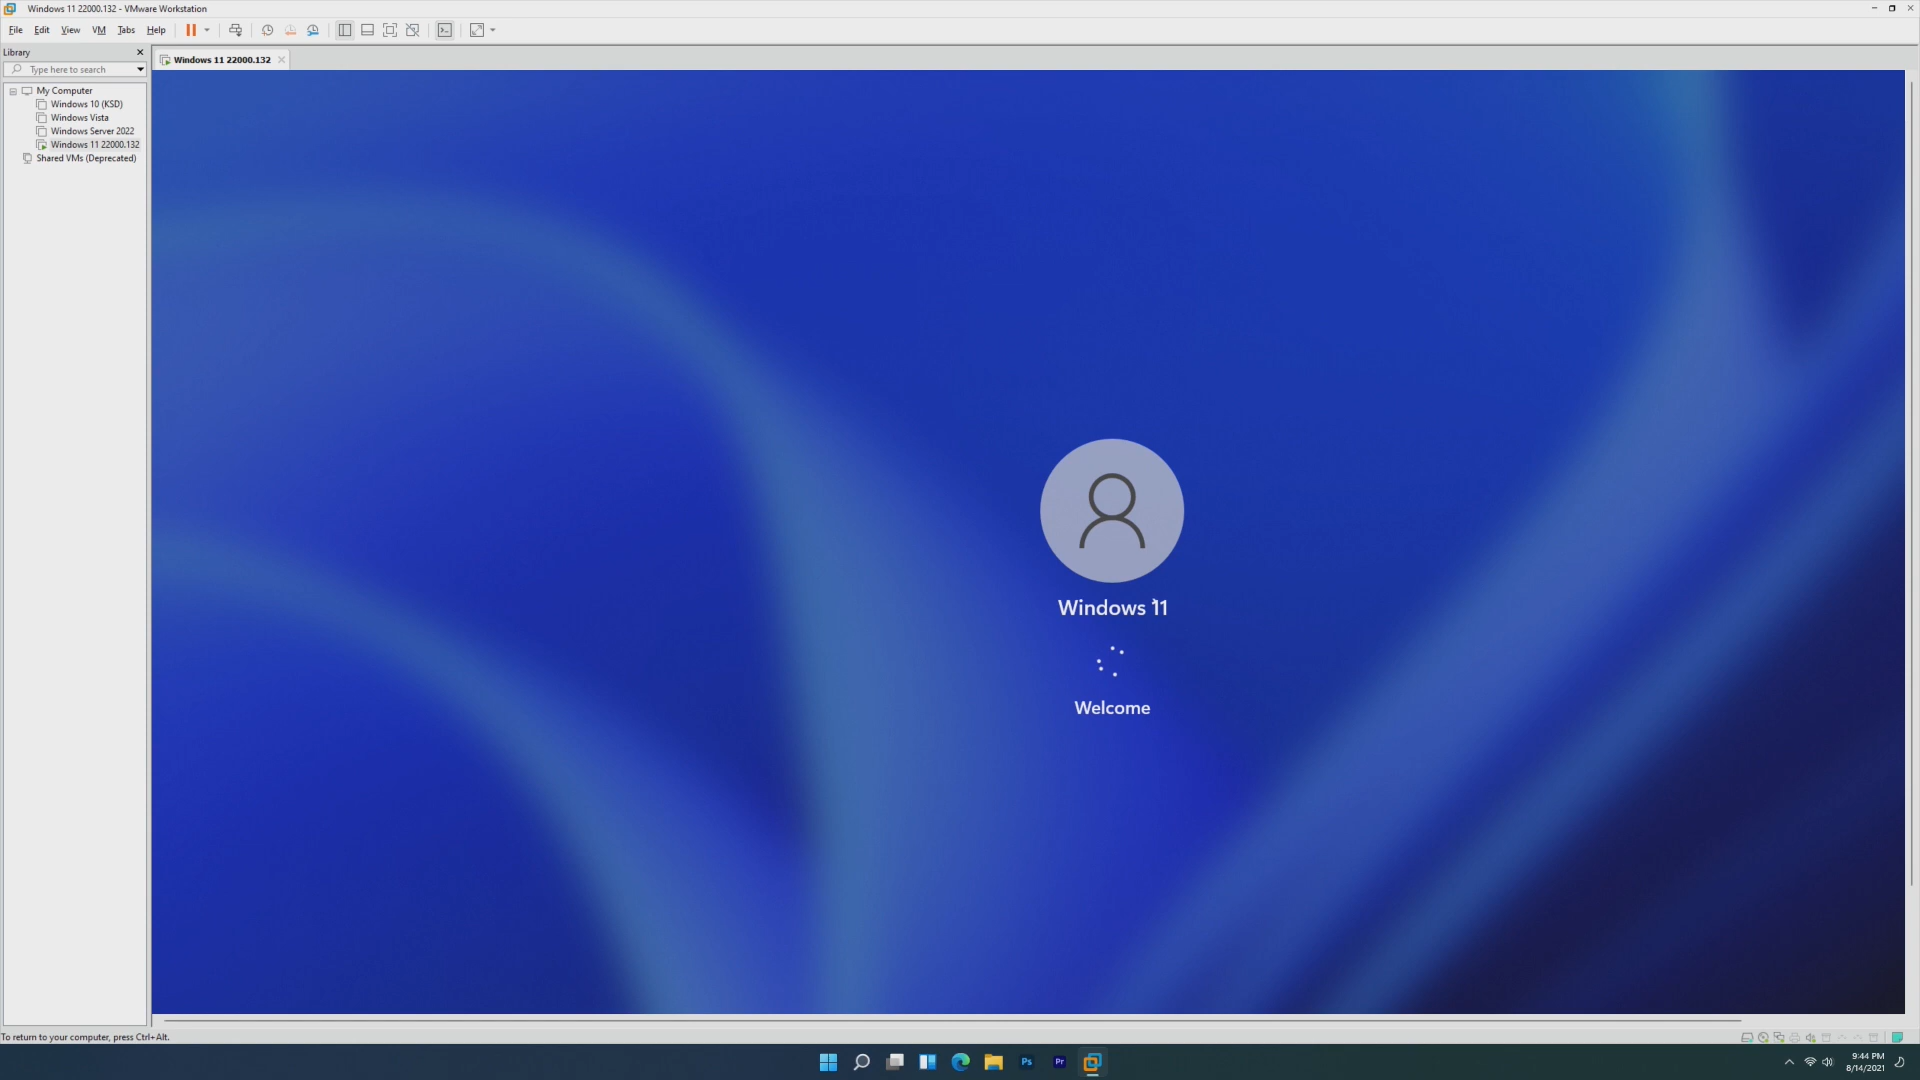 Windows 11 22000.132 - VMware Workstation
File Edit View VM Tabs Help
Library
Type here to search
My Computer
Windows 10 (KSD)
Windows Vista
Windows Server 2022
Windows 11 22000.132
Shared VMs (Deprecated)
Windows 11 22000.132
Windows 11
Welcome
To return to your computer, press Ctrl+Alt.
Ps
Pr
9:44 PM
8/14/2021